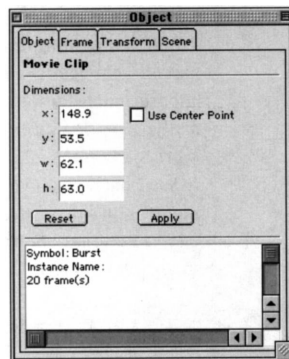 Object
Object Frame Transform Scene
Movie Clip
Dimensions:
x: 148.9 Use Center Point
y: 53.5
w: 62.1
h: 63.0
Reset Apply
Symbol: Burst
Instance Name:
20 frame(s)